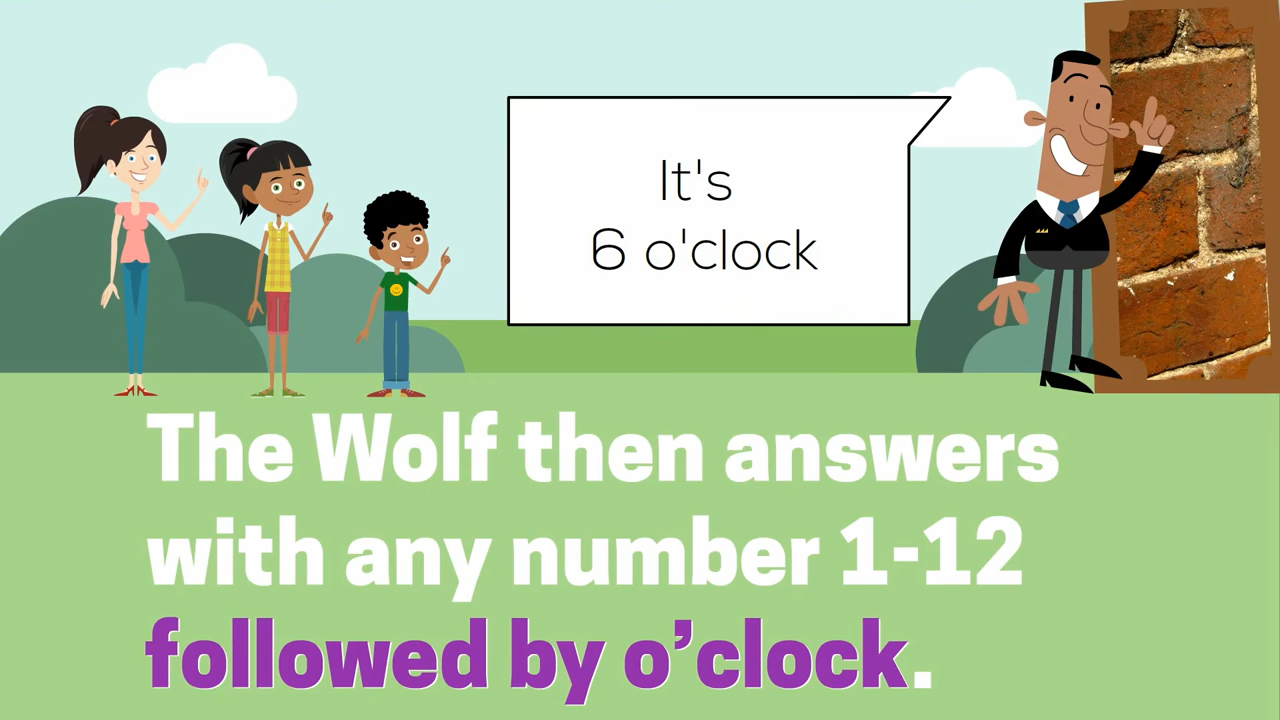 It's
6 o'clock
The Wolf then answers
with any number 1-12
followed by o’clock.